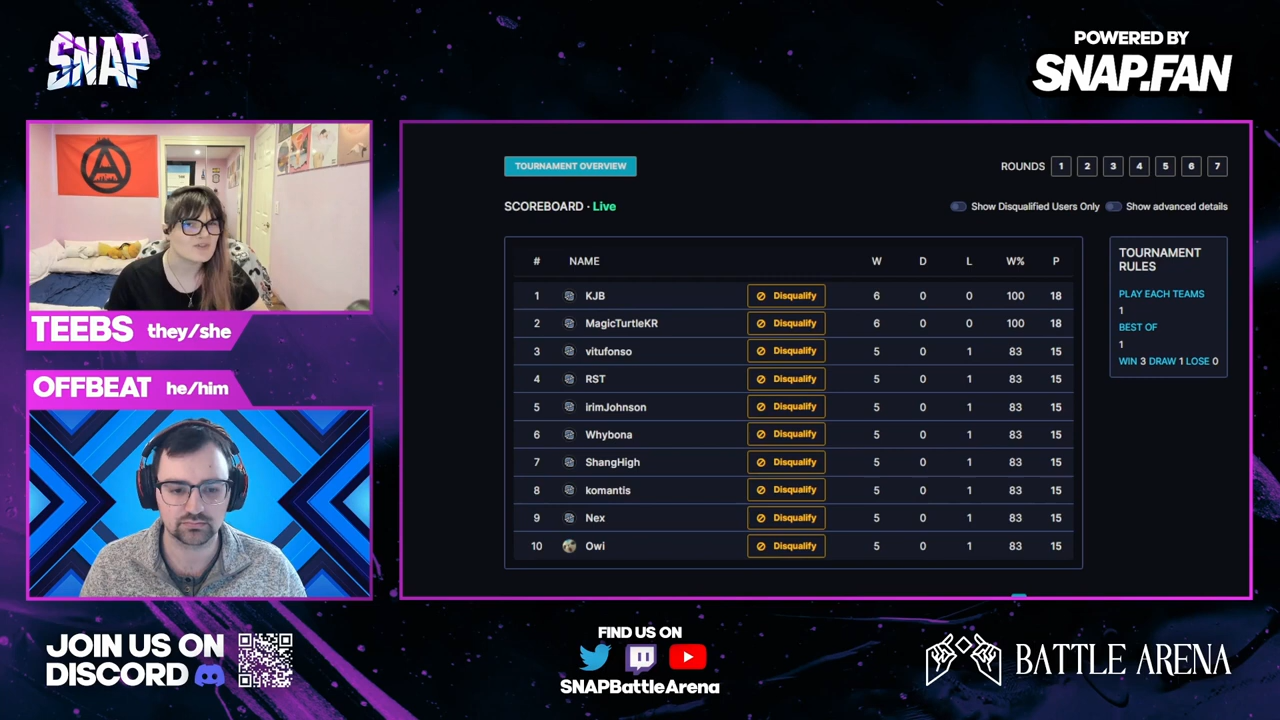 SNAP
POWERED BY
SNAP.FAN
TEEBS they/she
OFFBEAT he/him
TOURNAMENT OVERVIEW
ROUNDS 1 2 3 4 5 6 7
SCOREBOARD · Live
Show Disqualified Users Only Show advanced details
# NAME W D L W% P
1 KJB Disqualify 6 0 0 100 18
2 MagicTurtleKR Disqualify 6 0 0 100 18
3 vitufonso Disqualify 5 0 1 83 15
4 RST Disqualify 5 0 1 83 15
5 irimJohnson Disqualify 5 0 1 83 15
6 Whybona Disqualify 5 0 1 83 15
7 ShangHigh Disqualify 5 0 1 83 15
8 komantis Disqualify 5 0 1 83 15
9 Nex Disqualify 5 0 1 83 15
10 Owi Disqualify 5 0 1 83 15
TOURNAMENT
RULES
PLAY EACH TEAMS
1
BEST OF
1
WIN 3 DRAW 1 LOSE 0
JOIN US ON
DISCORD
FIND US ON
SNAPBattleArena
BATTLE ARENA